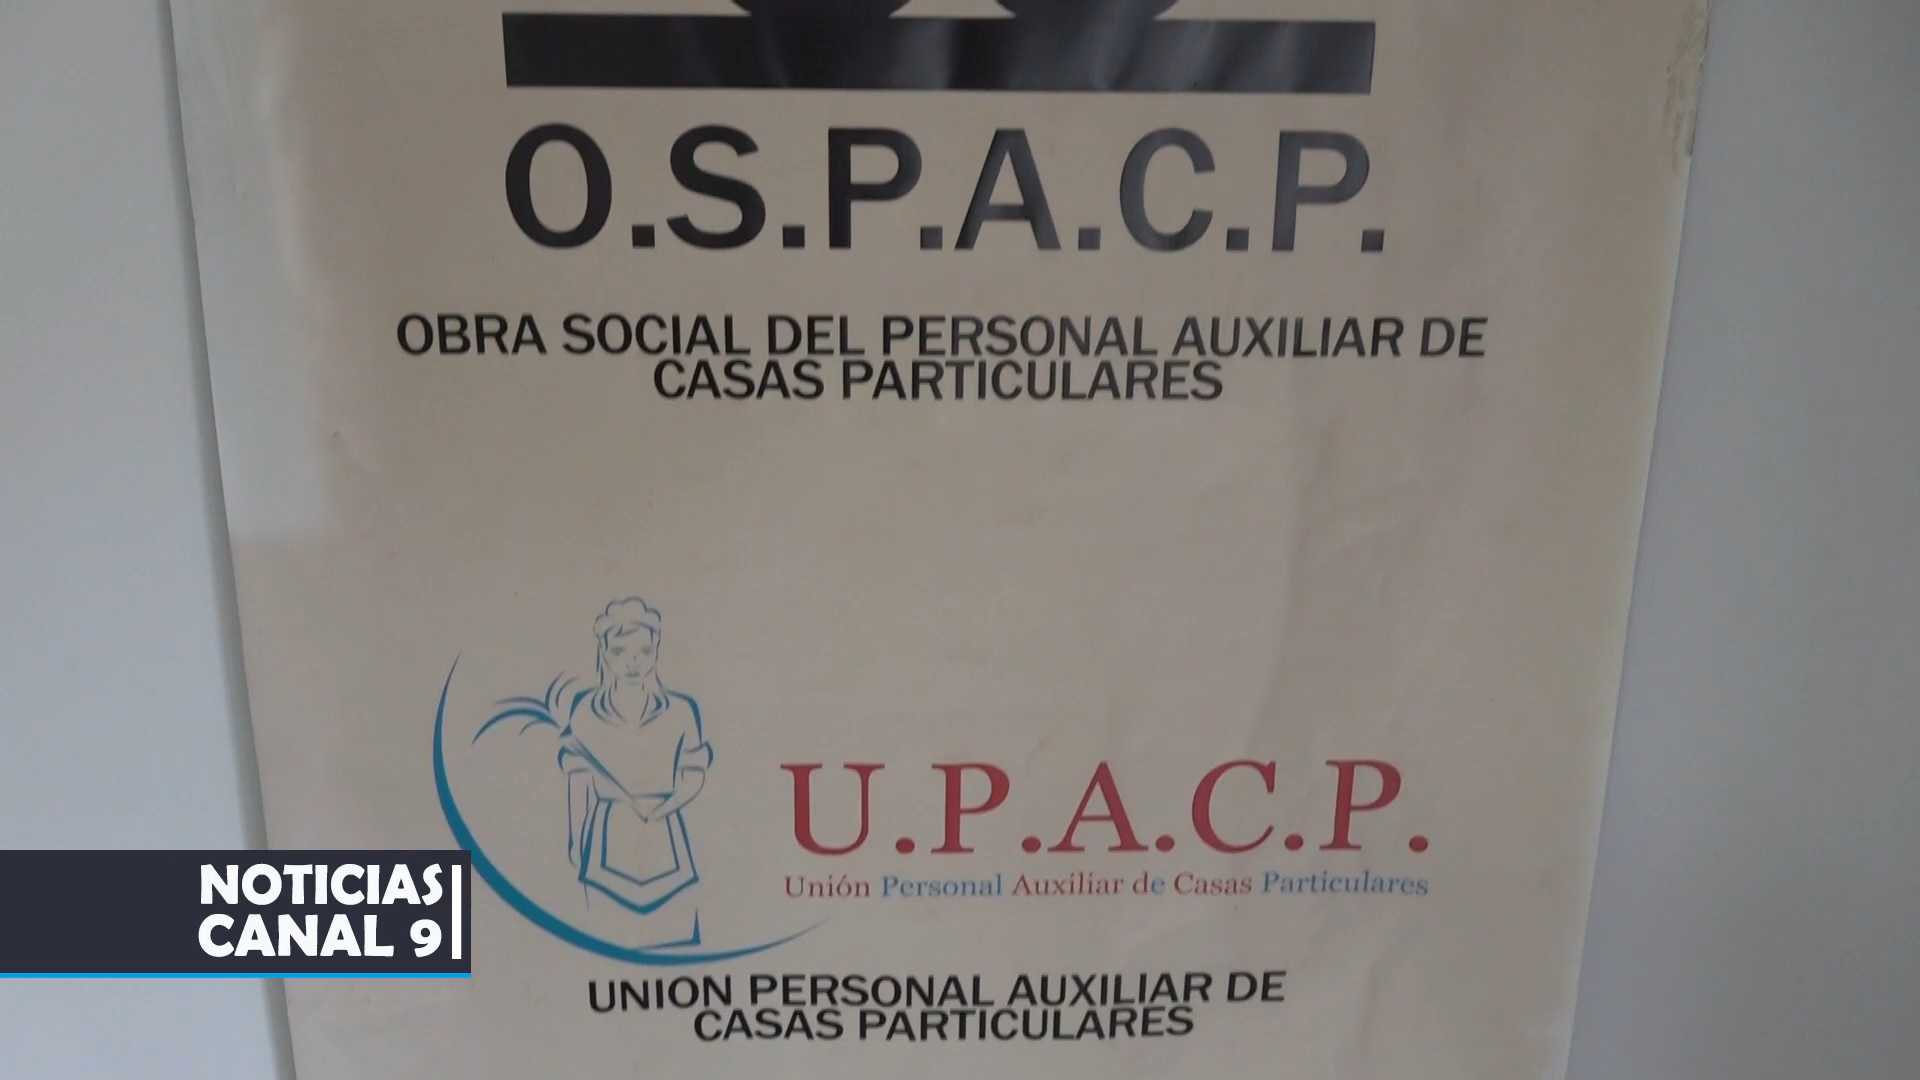 O.S.P.A.C.P.
OBRA SOCIAL DEL PERSONAL AUXILIAR DE
CASAS PARTICULARES
U.P.A.C.P.
Unión Personal Auxiliar de Casas Particulares
UNION PERSONAL AUXILIAR DE
CASAS PARTICULARES
NOTICIAS
CANAL 9